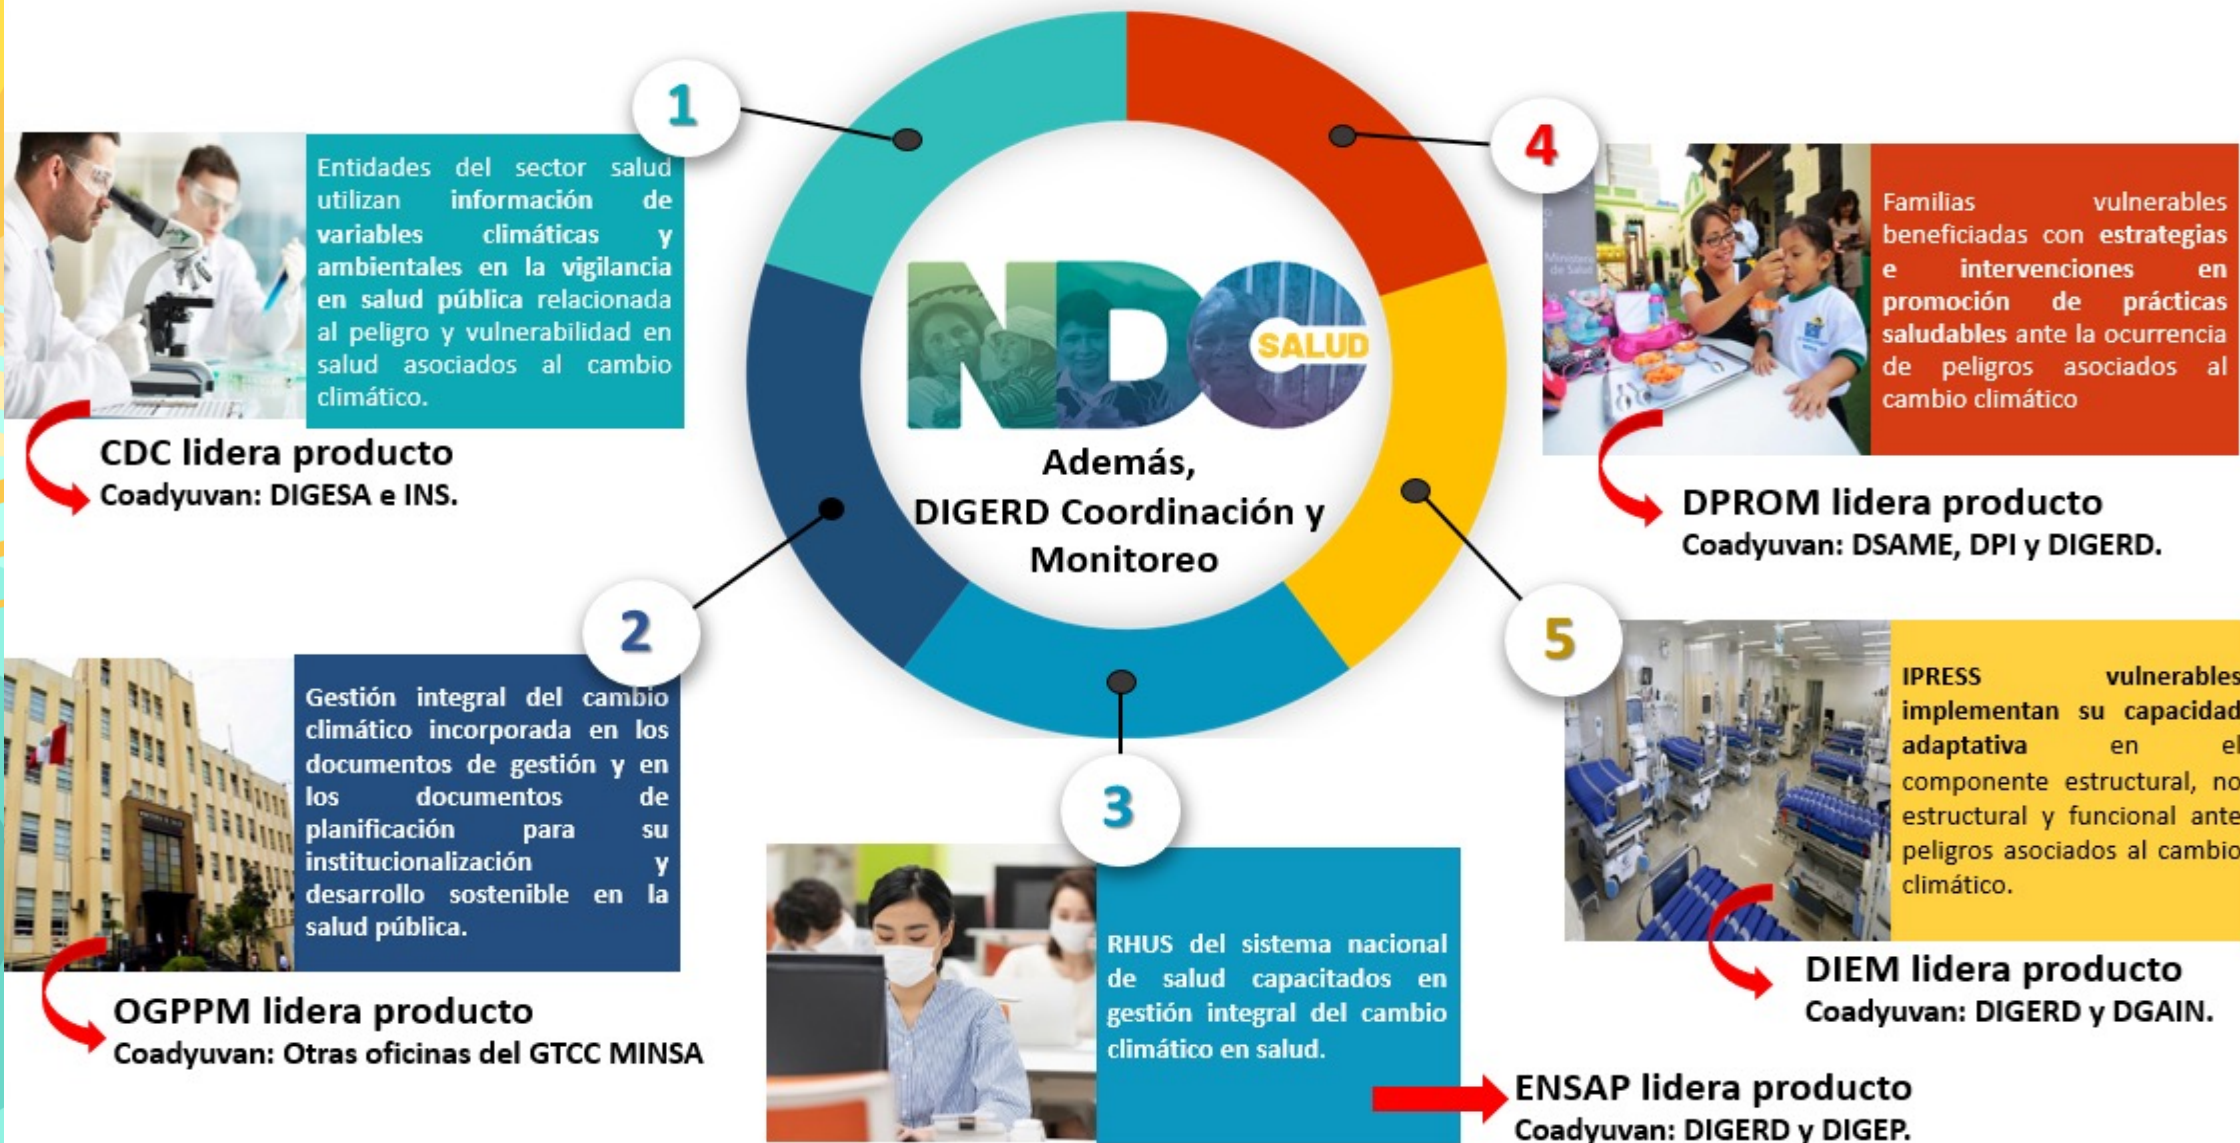 1
Entidades del sector salud
utilizan información de
variables climáticas y
ambientales en la vigilancia
en salud pública relacionada
al peligro y vulnerabilidad en
salud asociados al cambio
climático.
CDC lidera producto
Coadyuvan: DIGESA e INS.
2
Gestión integral del cambio
climático incorporada en los
documentos de gestión y en
los documentos de
planificación para su
institucionalización y
desarrollo sostenible en la
salud pública.
OGPPM lidera producto
Coadyuvan: Otras oficinas del GTCC MINSA
NDC
SALUD
Además,
DIGERD Coordinación y
Monitoreo
3
RHUS del sistema nacional
de salud capacitados en
gestión integral del cambio
climático en salud.
ENSAP lidera producto
Coadyuvan: DIGERD y DIGEP.
4
Ministerio
de Salud
Familias vulnerables
beneficiadas con estrategias
e intervenciones en
promoción de prácticas
saludables ante la ocurrencia
de peligros asociados al
cambio climático
DPROM lidera producto
Coadyuvan: DSAME, DPI y DIGERD.
5
IPRESS vulnerables
implementan su capacidad
adaptativa en el
componente estructural, no
estructural y funcional ante
peligros asociados al cambio
climático.
DIEM lidera producto
Coadyuvan: DIGERD y DGAIN.